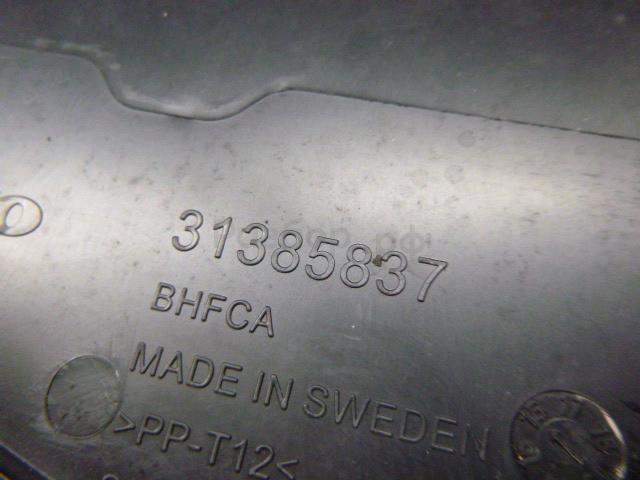 31385837
BHFCA
MADE IN SWEDEN
>PP-T12<